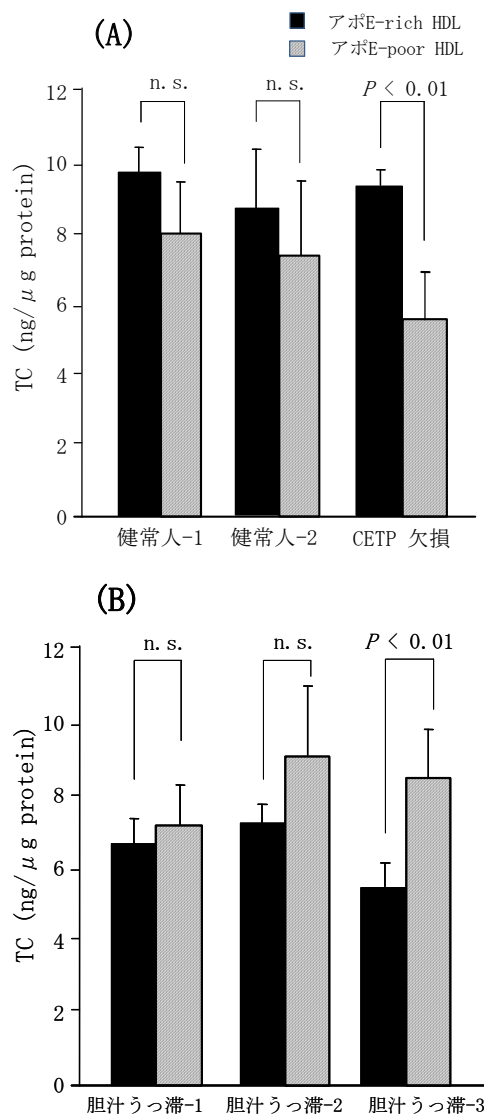 (A)
アポE-rich HDL
アポE-poor HDL
n.s.
n.s.
P < 0.01
12
10
8
6
4
2
0
TC (ng/μg protein)
健常人-1
健常人-2
CETP 欠損
(B)
n.s.
n.s.
P < 0.01
12
10
8
6
4
2
0
TC (ng/μg protein)
胆汁うっ滞-1
胆汁うっ滞-2
胆汁うっ滞-3